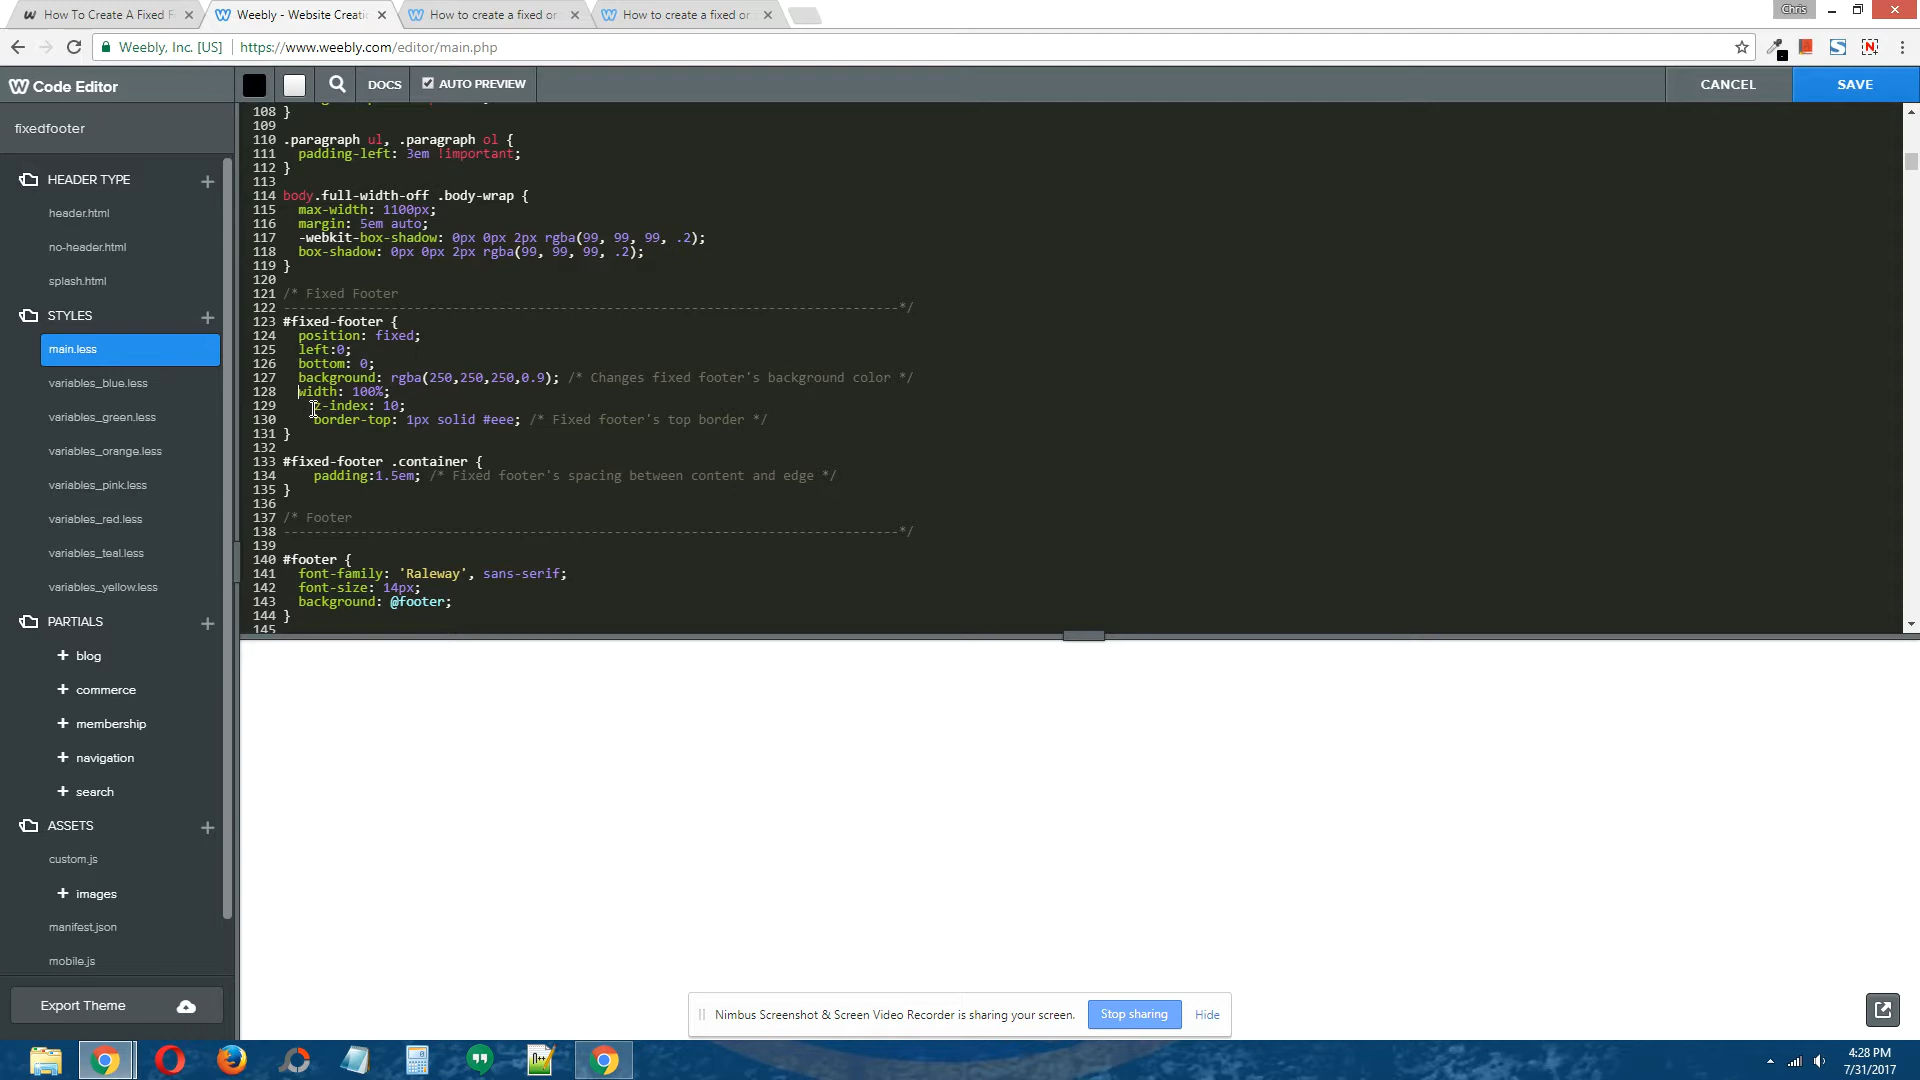 How To Create A Fixed F
Weebly - Website Creati
How to create a fixed or
How to create a fixed or
Chris
Weebly, Inc. [US]
https://www.weebly.com/editor/main.php
Code Editor
DOCS
AUTO PREVIEW
CANCEL
SAVE
fixedfooter
HEADER TYPE
header.html
no-header.html
splash.html
STYLES
main.less
variables_blue.less
variables_green.less
variables_orange.less
variables_pink.less
variables_red.less
variables_teal.less
variables_yellow.less
PARTIALS
blog
commerce
membership
navigation
search
ASSETS
custom.js
images
manifest.json
mobile.js
Export Theme
108 }
109
110 .paragraph ul, .paragraph ol {
111 padding-left: 3em !important;
112 }
113
114 body.full-width-off .body-wrap {
115 max-width: 1100px;
116 margin: 5em auto;
117 -webkit-box-shadow: 0px 0px 2px rgba(99, 99, 99, .2);
118 box-shadow: 0px 0px 2px rgba(99, 99, 99, .2);
119 }
120
121 /* Fixed Footer
122 --------------------------------------------------------------------------------*/
123 #fixed-footer {
124 position: fixed;
125 left:0;
126 bottom: 0;
127 background: rgba(250,250,250,0.9); /* Changes fixed footer's background color */
128 width: 100%;
129 z-index: 10;
130 border-top: 1px solid #eee; /* Fixed footer's top border */
131 }
132
133 #fixed-footer .container {
134 padding:1.5em; /* Fixed footer's spacing between content and edge */
135 }
136
137 /* Footer
138 --------------------------------------------------------------------------------*/
139
140 #footer {
141 font-family: 'Raleway', sans-serif;
142 font-size: 14px;
143 background: @footer;
144 }
145
Nimbus Screenshot & Screen Video Recorder is sharing your screen.
Stop sharing
Hide
4:28 PM
7/31/2017